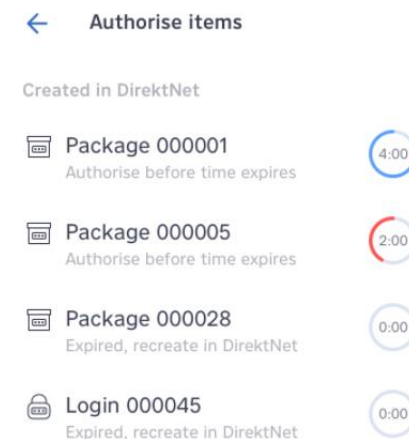 Authorise items
Created in DirektNet
Package 000001
Authorise before time expires
4:00
Package 000005
Authorise before time expires
2:00
Package 000028
Expired, recreate in DirektNet
0:00
Login 000045
Expired, recreate in DirektNet
0:00